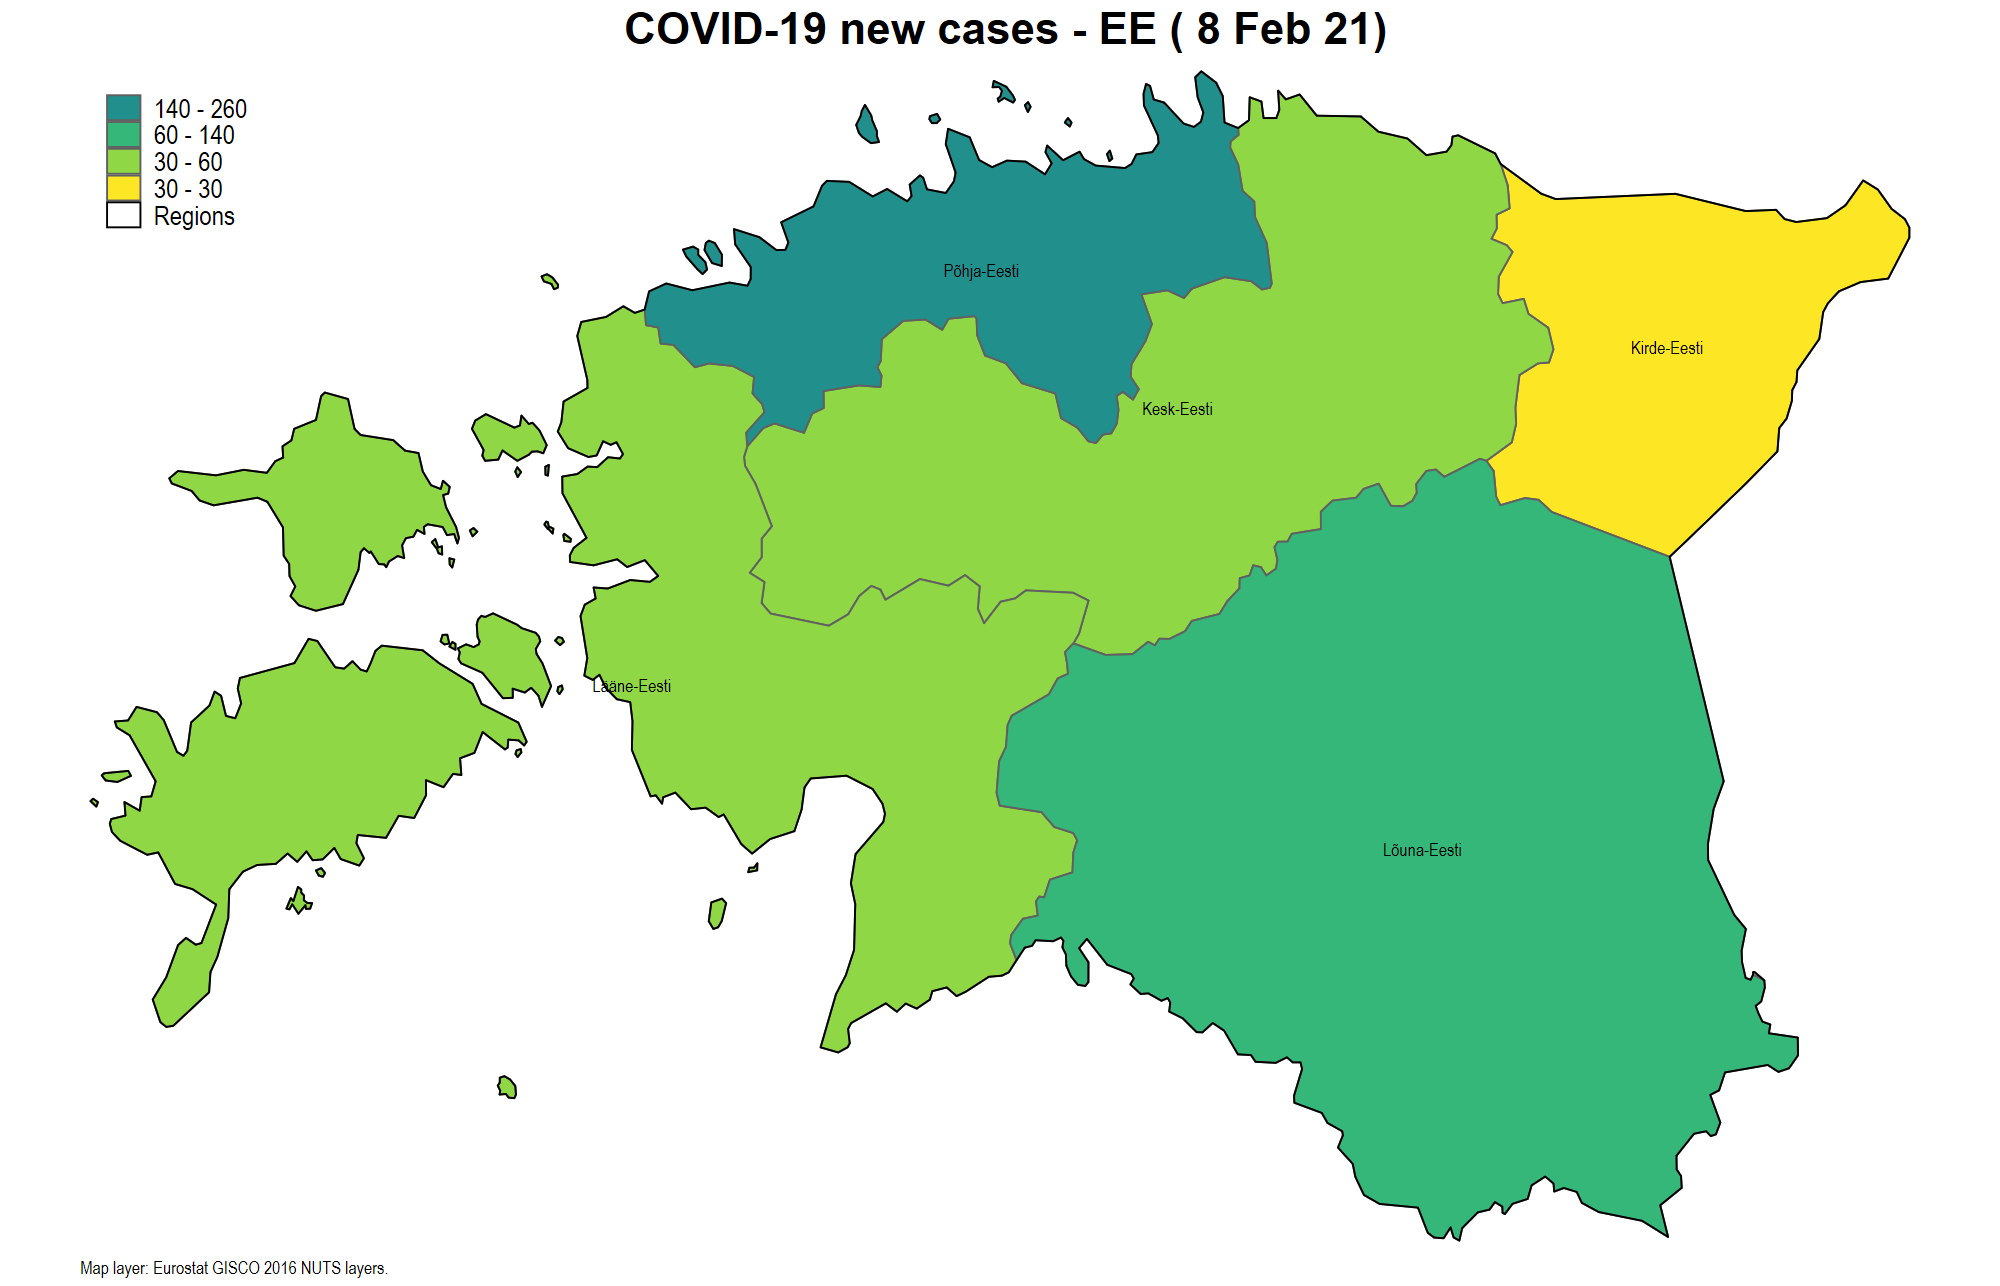 COVID-19 new cases - EE ( 8 Feb 21)
140 - 260
60 - 140
30 - 60
30 - 30
Regions
Põhja-Eesti
Kirde-Eesti
Kesk-Eesti
Lääne-Eesti
Lõuna-Eesti
Map layer: Eurostat GISCO 2016 NUTS layers.